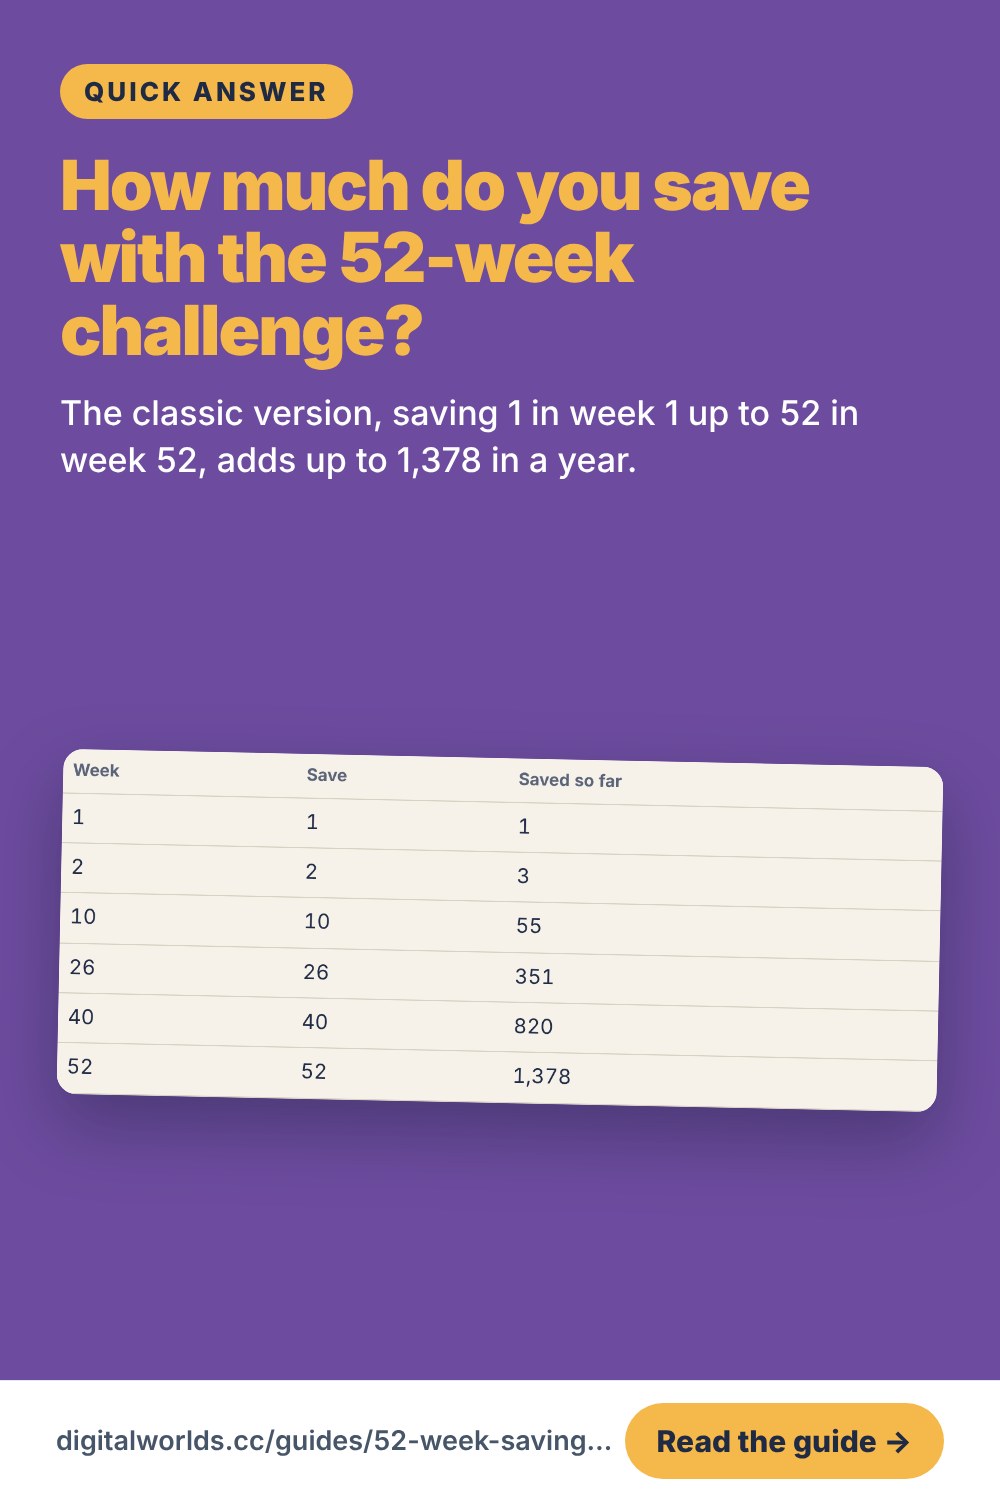 QUICK ANSWER
How much do you save
with the 52-week
challenge?
The classic version, saving 1 in week 1 up to 52 in
week 52, adds up to 1,378 in a year.
Week Save Saved so far
1 1 1
2 2 3
10 10 55
26 26 351
40 40 820
52 52 1,378
digitalworlds.cc/guides/52-week-saving... Read the guide →